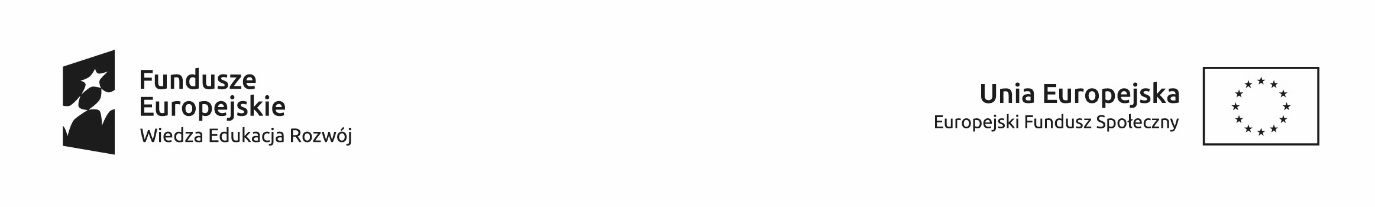 Fundusze
Europejskie
Wiedza Edukacja Rozwój
Unia Europejska
Europejski Fundusz Społeczny